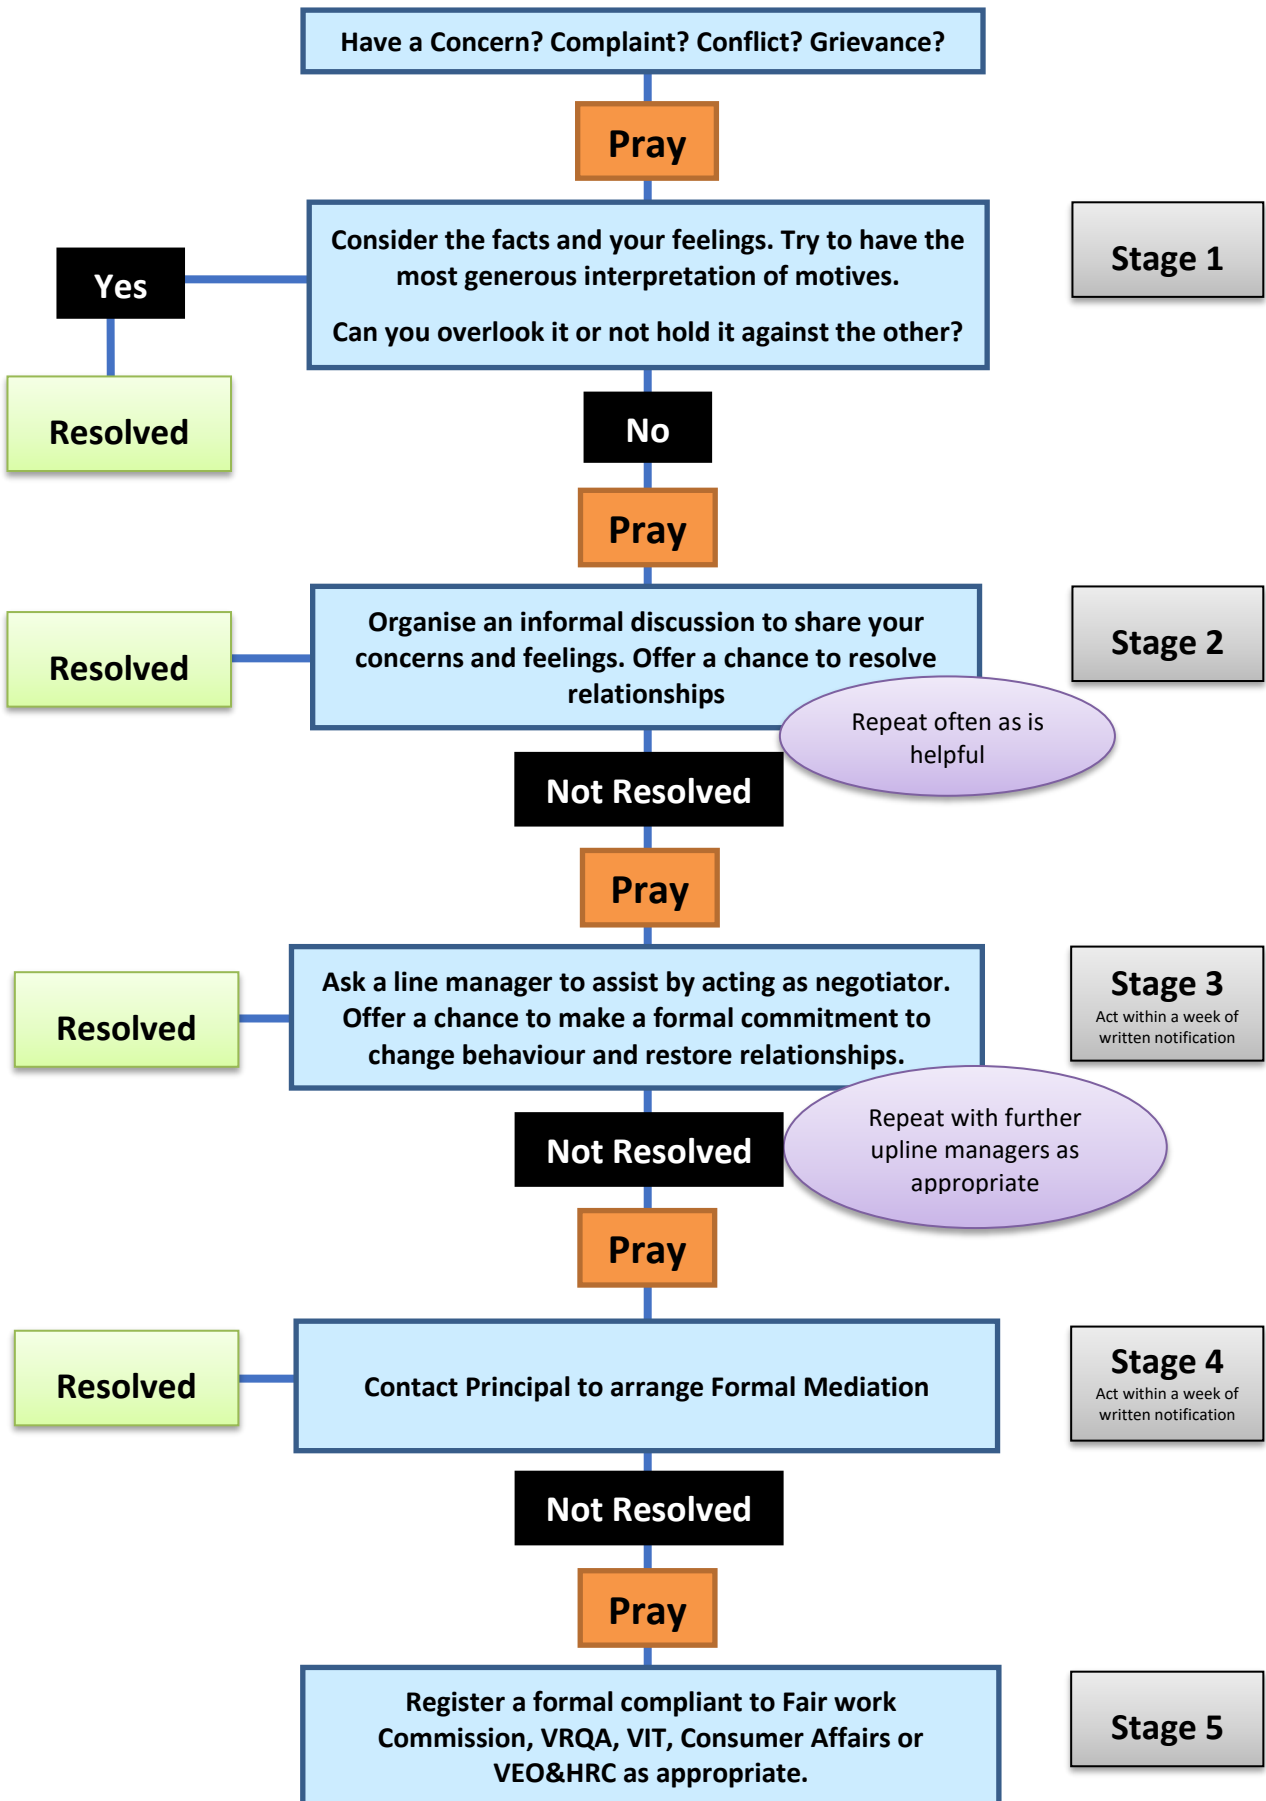 Have a Concern? Complaint? Conflict? Grievance?
Pray
Consider the facts and your feelings. Try to have the
most generous interpretation of motives.
Can you overlook it or not hold it against the other?
Stage 1
Yes
Resolved
No
Pray
Organise an informal discussion to share your
concerns and feelings. Offer a chance to resolve
relationships
Stage 2
Resolved
Repeat often as is
helpful
Not Resolved
Pray
Ask a line manager to assist by acting as negotiator.
Offer a chance to make a formal commitment to
change behaviour and restore relationships.
Stage 3
Act within a week of
written notification
Resolved
Repeat with further
upline managers as
appropriate
Not Resolved
Pray
Contact Principal to arrange Formal Mediation
Stage 4
Act within a week of
written notification
Resolved
Not Resolved
Pray
Register a formal compliant to Fair work
Commission, VRQA, VIT, Consumer Affairs or
VEO&HRC as appropriate.
Stage 5